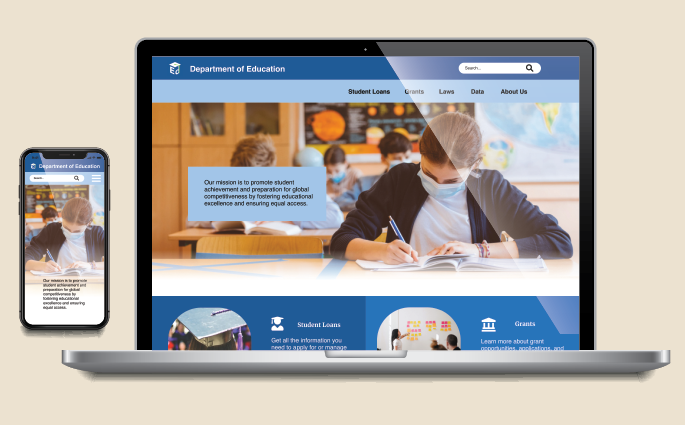 Department of Education
Search...
Student Loans Grants Laws Data About Us
Our mission is to promote student
achievement and preparation for global
competitiveness by fostering educational
excellence and ensuring equal access.
Student Loans
Get all the information you
need to apply for or manage
Grants
Learn more about grant
opportunities, applications, and
Department of Education
Search
Our mission is to promote
student achievement and
preparation for global
competitiveness by
fostering educational
excellence and ensuring
equal access.